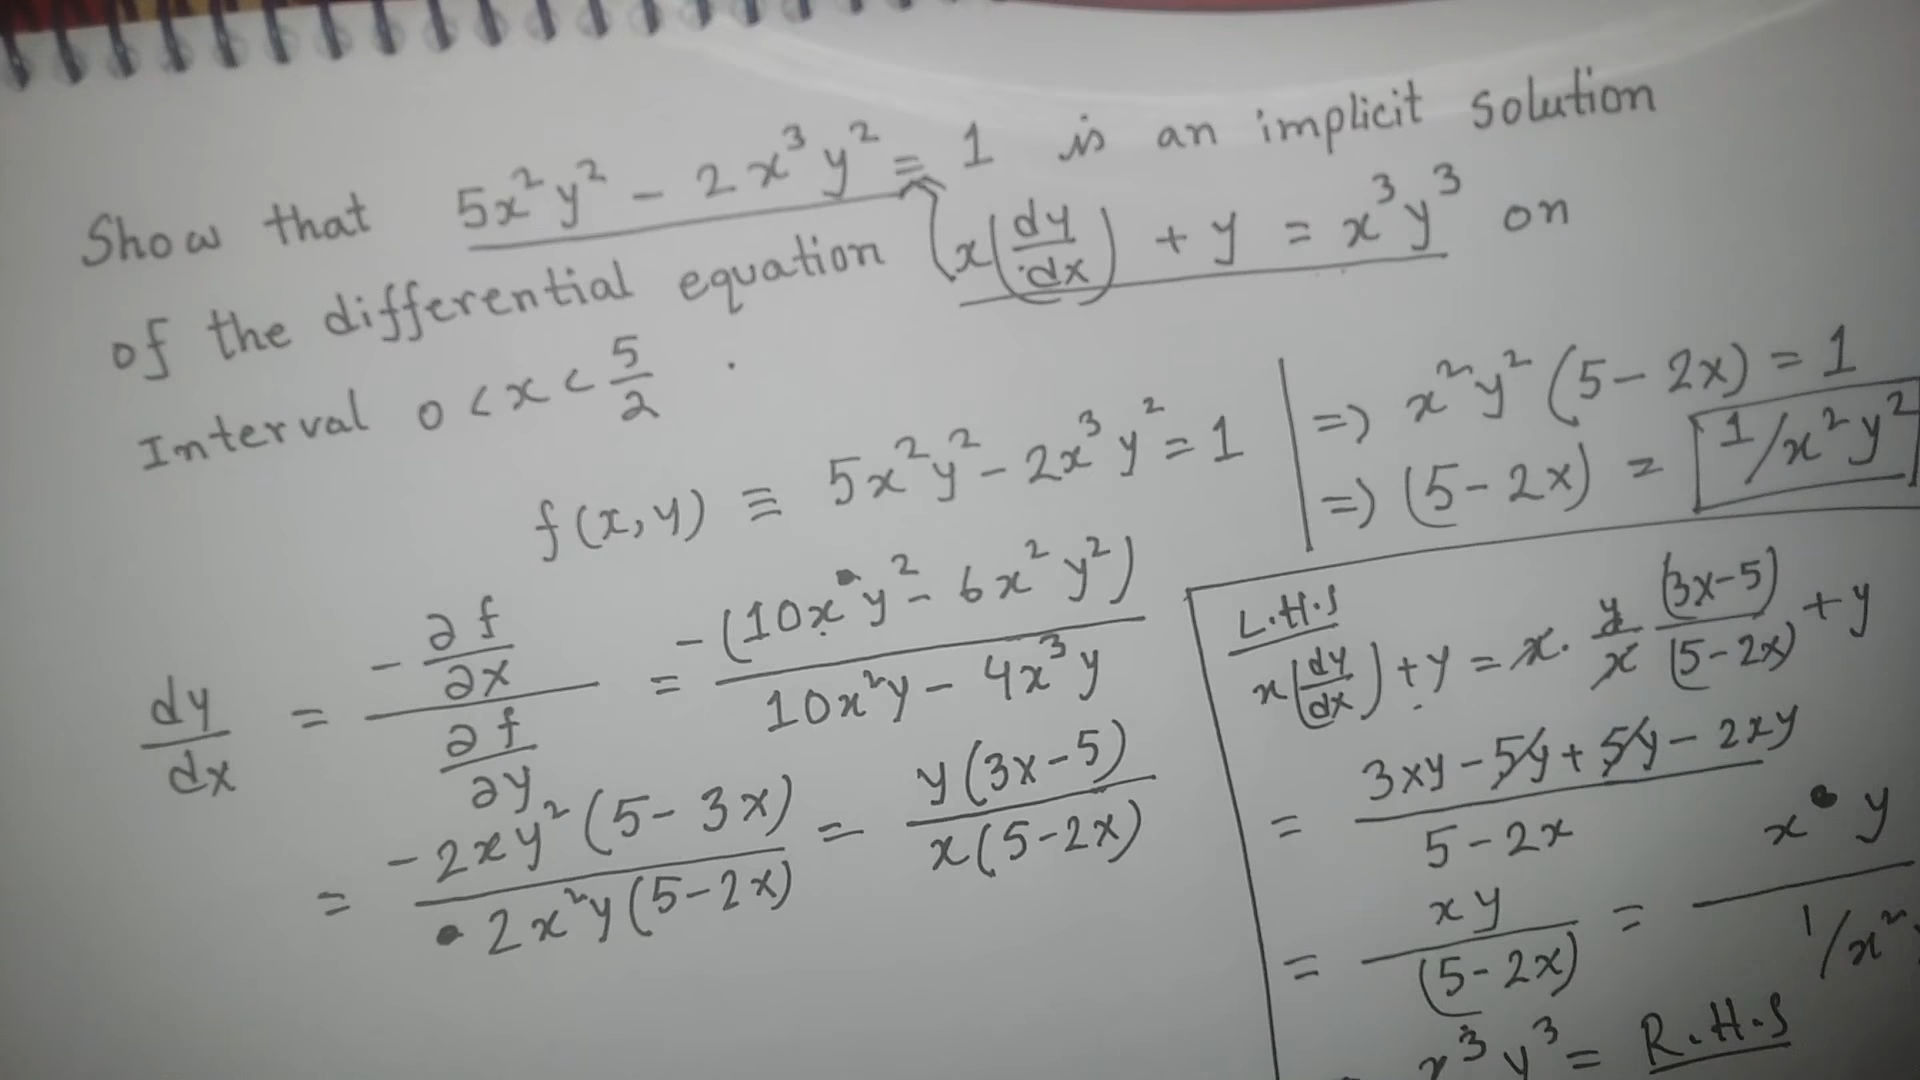 Show that 5x²y² - 2x³y² = 1 is an implicit solution
of the differential equation (x(dy/dx) + y = x³y³ on
Interval 0 < x < 5/2 .
f(x,y) ≡ 5x²y² - 2x³y² = 1
dy/dx = (-∂f/∂x)/(∂f/∂y) = -(10xy² - 6x²y²)/(10x²y - 4x³y)
= -2xy²(5-3x)/2x²y(5-2x) = y(3x-5)/x(5-2x)
=> x²y²(5-2x) = 1
=> (5-2x) = 1/x²y²
L.H.S
x(dy/dx) + y = x. y/x (3x-5)/(5-2x) + y
= (3xy - 5y + 5y - 2xy)/(5-2x)
= xy/(5-2x) = xy/(1/x²
x³y³ = R.H.S